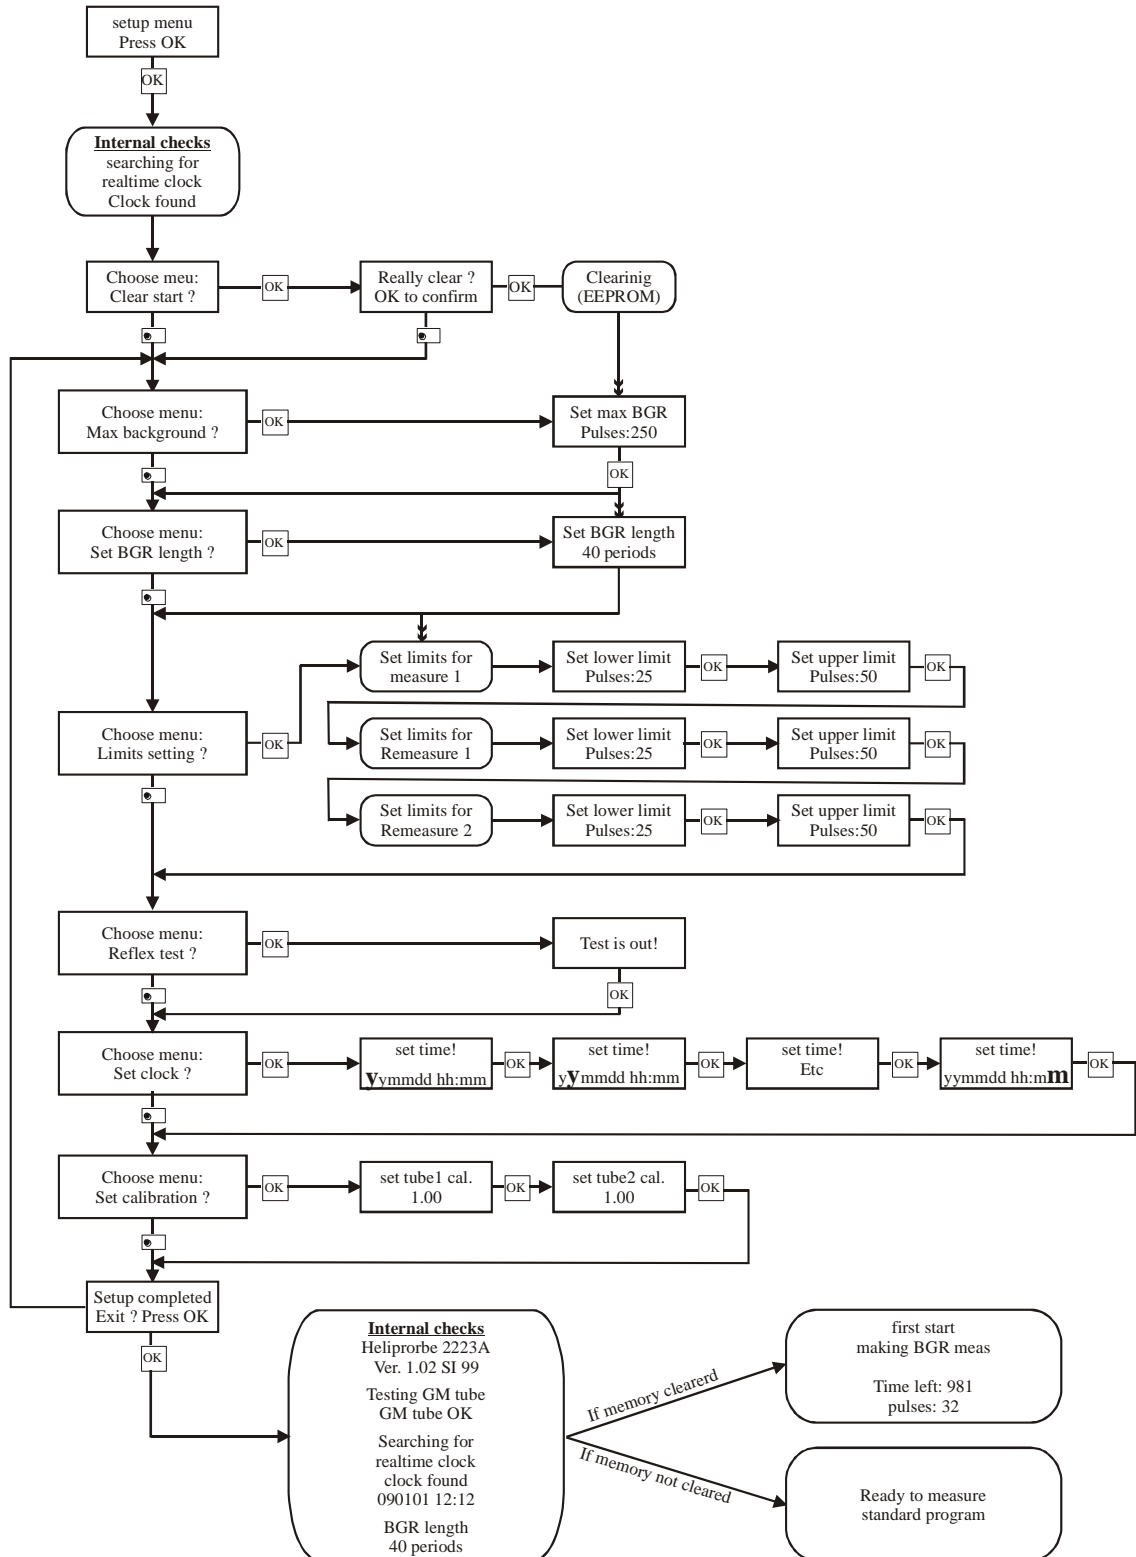 setup menu
Press OK
OK
Internal checks
searching for
realtime clock
Clock found
Choose meu:
Clear start ?
OK
Really clear ?
OK to confirm
OK
Clearinig
(EEPROM)
Choose menu:
Max background ?
OK
Set max BGR
Pulses:250
OK
Choose menu:
Set BGR length ?
OK
Set BGR length
40 periods
Set limits for
measure 1
Set lower limit
Pulses:25
OK
Set upper limit
Pulses:50
OK
Choose menu:
Limits setting ?
OK
Set limits for
Remeasure 1
Set lower limit
Pulses:25
OK
Set upper limit
Pulses:50
OK
Set limits for
Remeasure 2
Set lower limit
Pulses:25
OK
Set upper limit
Pulses:50
OK
Choose menu:
Reflex test ?
OK
Test is out!
OK
Choose menu:
Set clock ?
OK
set time!
yymmdd hh:mm
OK
set time!
yymmdd hh:mm
OK
set time!
Etc
OK
set time!
yymmdd hh:mm
OK
Choose menu:
Set calibration ?
OK
set tube1 cal.
1.00
OK
set tube2 cal.
1.00
OK
Setup completed
Exit ? Press OK
OK
Internal checks
Heliprorbe 2223A
Ver. 1.02 SI 99
Testing GM tube
GM tube OK
Searching for
realtime clock
clock found
090101 12:12
BGR length
40 periods
If memory clearerd
If memory not cleared
first start
making BGR meas
Time left: 981
pulses: 32
Ready to measure
standard program